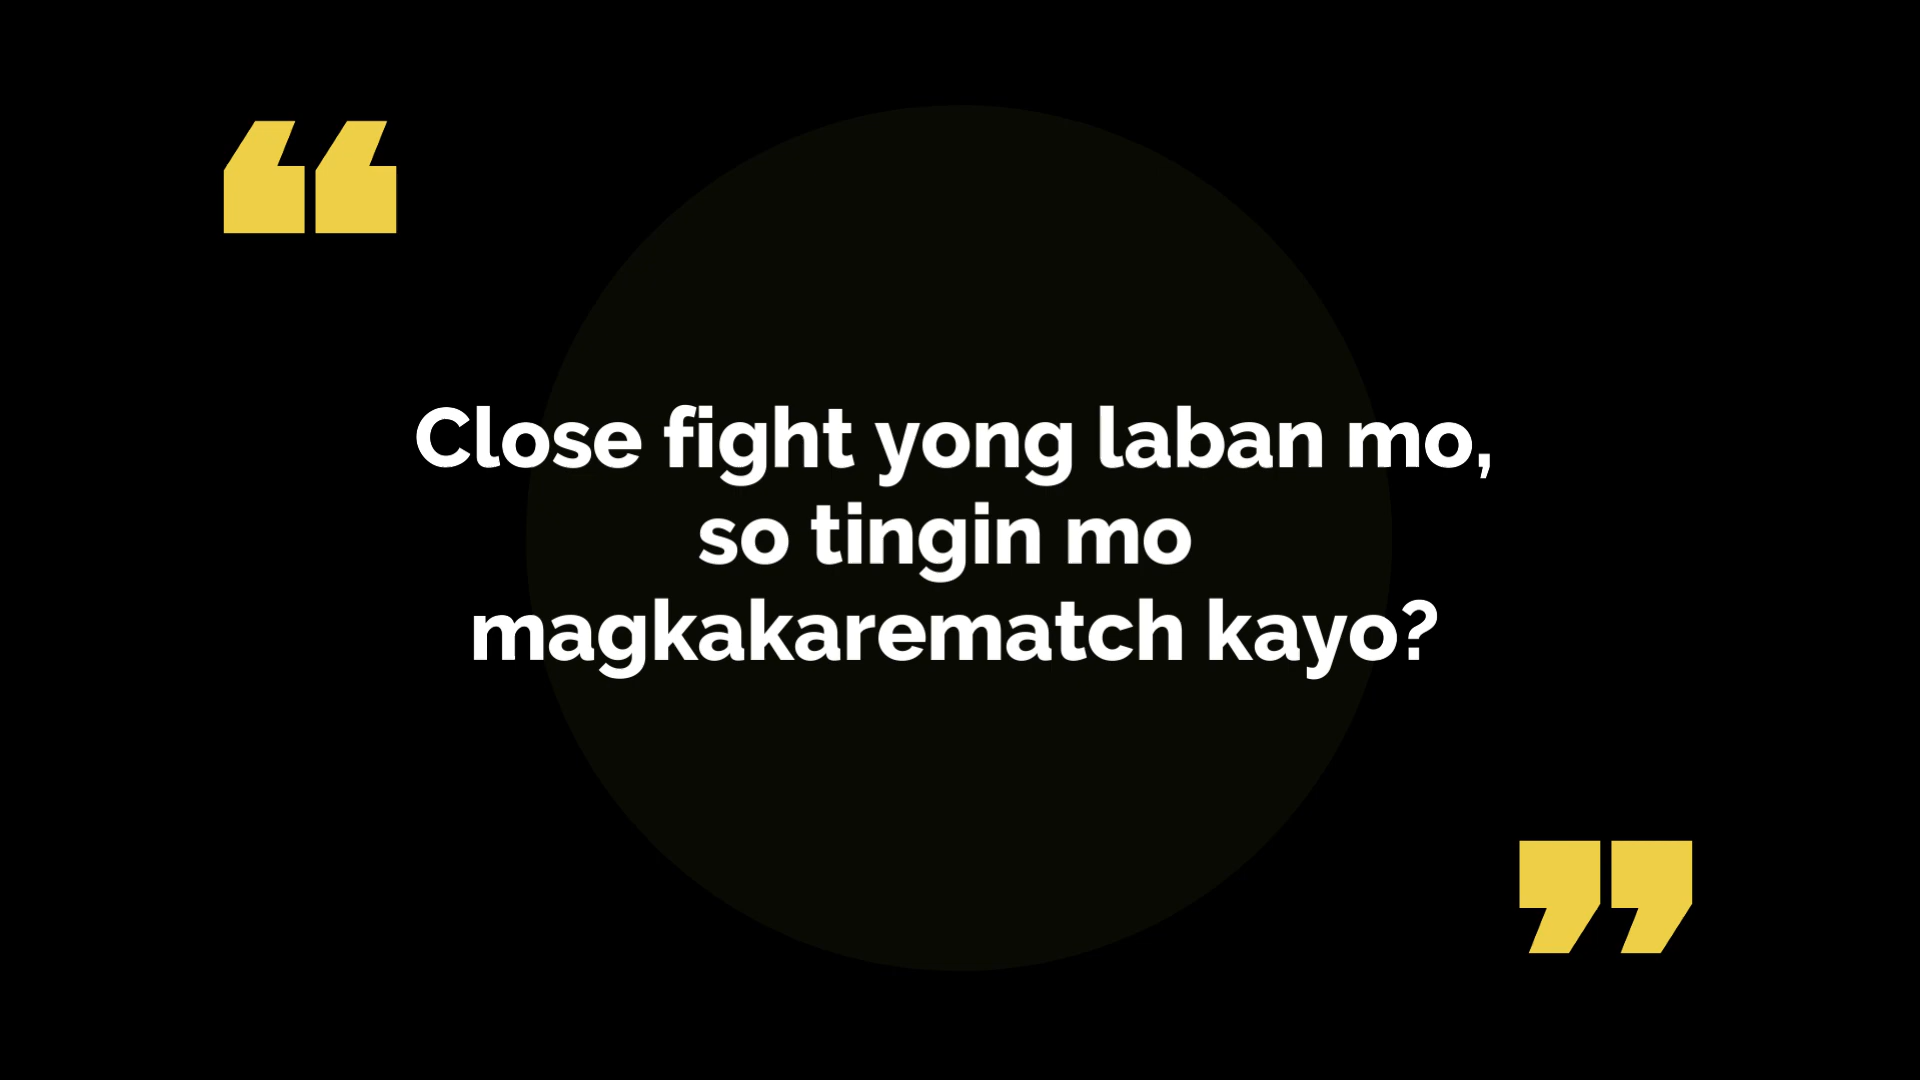 “
Close fight yong laban mo,
so tingin mo
magkakarematch kayo?
”